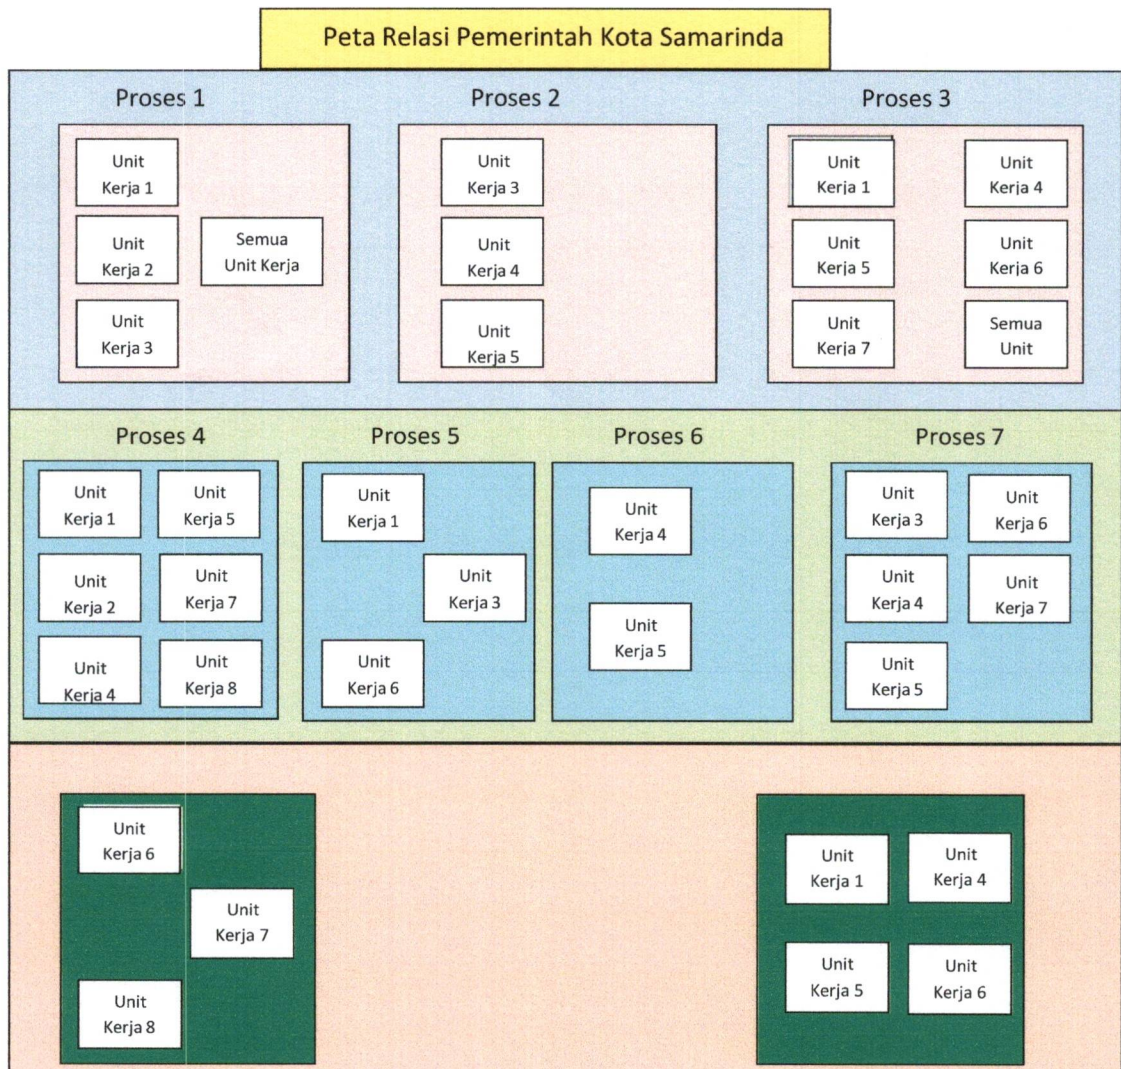 Peta Relasi Pemerintah Kota Samarinda
Proses 1
Unit
Kerja 1
Unit
Kerja 2
Semua
Unit Kerja
Unit
Kerja 3
Proses 2
Unit
Kerja 3
Unit
Kerja 4
Unit
Kerja 5
Proses 3
Unit
Kerja 1
Unit
Kerja 4
Unit
Kerja 5
Unit
Kerja 6
Unit
Kerja 7
Semua
Unit
Proses 4
Unit
Kerja 1
Unit
Kerja 5
Unit
Kerja 2
Unit
Kerja 7
Unit
Kerja 4
Unit
Kerja 8
Proses 5
Unit
Kerja 1
Unit
Kerja 3
Unit
Kerja 6
Proses 6
Unit
Kerja 4
Unit
Kerja 5
Proses 7
Unit
Kerja 3
Unit
Kerja 6
Unit
Kerja 4
Unit
Kerja 7
Unit
Kerja 5
Unit
Kerja 6
Unit
Kerja 7
Unit
Kerja 8
Unit
Kerja 1
Unit
Kerja 4
Unit
Kerja 5
Unit
Kerja 6